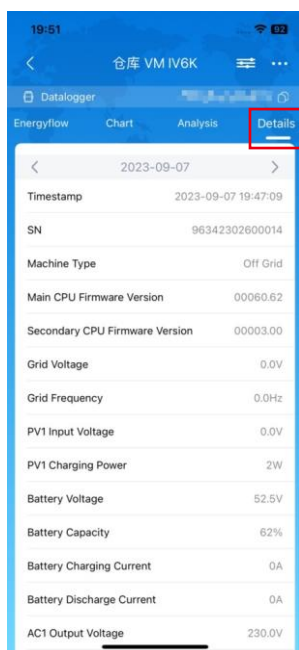 19:51 92
仓库 VM IV6K
Datalogger
Energyflow Chart Analysis Details
2023-09-07
Timestamp 2023-09-07 19:47:09
SN 96342302600014
Machine Type Off Grid
Main CPU Firmware Version 00060.62
Secondary CPU Firmware Version 00003.00
Grid Voltage 0.0V
Grid Frequency 0.0Hz
PV1 Input Voltage 0.0V
PV1 Charging Power 2W
Battery Voltage 52.5V
Battery Capacity 62%
Battery Charging Current 0A
Battery Discharge Current 0A
AC1 Output Voltage 230.0V